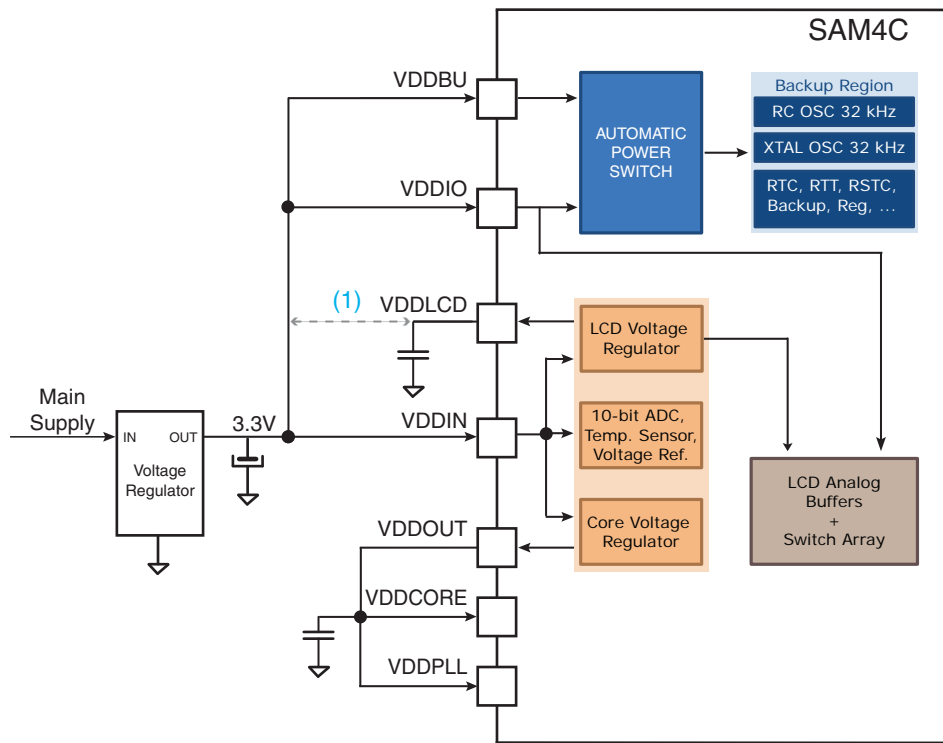 SAM4C
VDDBU
AUTOMATIC
POWER
SWITCH
Backup Region
RC OSC 32 kHz
XTAL OSC 32 kHz
RTC, RTT, RSTC,
Backup, Reg, ...
VDDIO
(1)
VDDLCD
LCD Voltage
Regulator
Main
Supply
IN
OUT
Voltage
Regulator
3.3V
VDDIN
10-bit ADC,
Temp. Sensor,
Voltage Ref.
LCD Analog
Buffers
+
Switch Array
Core Voltage
Regulator
VDDOUT
VDDCORE
VDDPLL